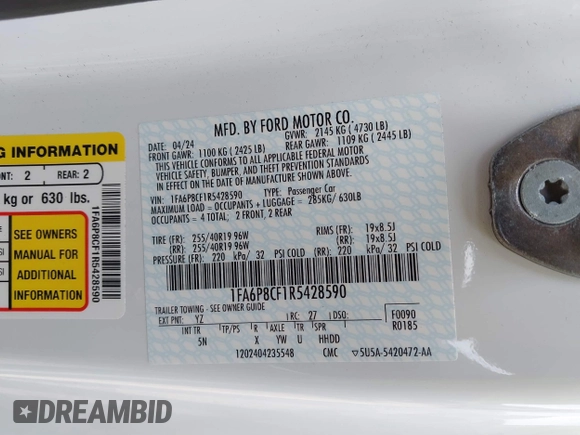 G INFORMATION
ONT: 2 REAR: 2
kg or 630 lbs.
SEE OWNERS
MANUAL FOR
ADDITIONAL
INFORMATION
1FA6P8CF1R5428590
MFD. BY FORD MOTOR CO.
DATE: 04/24 GVWR: 2145 KG ( 4730 LB)
FRONT GAWR: 1100 KG ( 2425 LB) REAR GAWR: 1109 KG ( 2445 LB)
THIS VEHICLE CONFORMS TO ALL APPLICABLE FEDERAL MOTOR
VEHICLE SAFETY, BUMPER, AND THEFT PREVENTION STANDARDS
IN EFFECT ON THE DATE OF MANUFACTURE SHOWN ABOVE.
VEHICLE VIN: 1FA6P8CF1R5428590 TYPE: Passenger Car
MAXIMUM LOAD = OCCUPANTS + LUGGAGE = 285KG/ 630LB
OCCUPANTS = 4 TOTAL; 2 FRONT, 2 REAR
TIRE (FR): 255/40R19 96W RIMS (FR): 19x8.5J
(RR): 255/40R19 96W (RR): 19x8.5J
PRESSURE (FR): 220 kPa/ 32 PSI COLD (RR): 220 kPa/ 32 PSI COLD
1FA6P8CF1R5428590
TRAILER TOWING-- SEE OWNER GUIDE
EXT PNT: YZ RC: 27 DSO: F0090
R0185
INT TR TP/PS R AXLE TR SPR
5N X YW U HHDD
1202404235548 CMC ▽5U5A-5420472-AA
DREAMBID